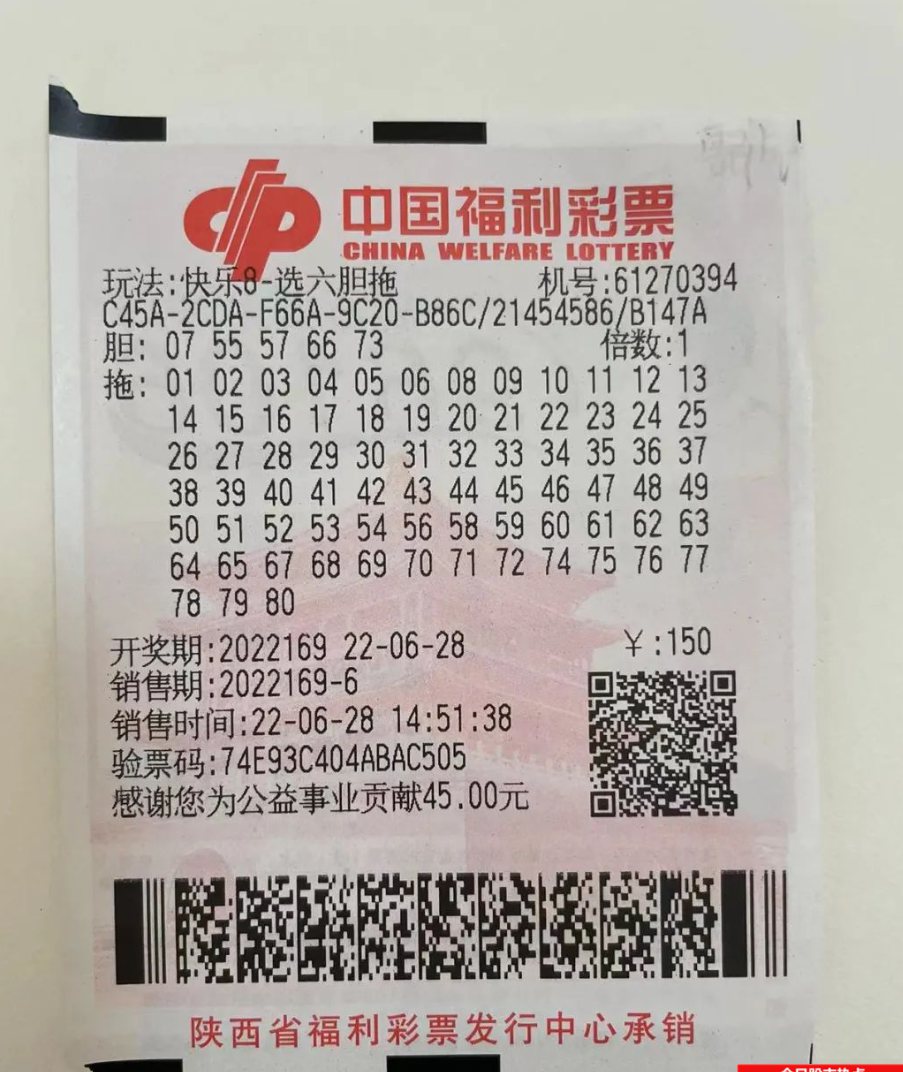 中国福利彩票
CHINA WELFARE LOTTERY
玩法:快乐8-选六胆拖 机号:61270394
C45A-2CDA-F66A-9C20-B86C/21454586/B147A
胆: 07 55 57 66 73 倍数:1
拖: 01 02 03 04 05 06 08 09 10 11 12 13
14 15 16 17 18 19 20 21 22 23 24 25
26 27 28 29 30 31 32 33 34 35 36 37
38 39 40 41 42 43 44 45 46 47 48 49
50 51 52 53 54 56 58 59 60 61 62 63
64 65 67 68 69 70 71 72 74 75 76 77
78 79 80
开奖期:2022169 22-06-28 ￥:150
销售期:2022169-6
销售时间:22-06-28 14:51:38
验票码:74E93C404ABAC505
感谢您为公益事业贡献45.00元
陕西省福利彩票发行中心承销